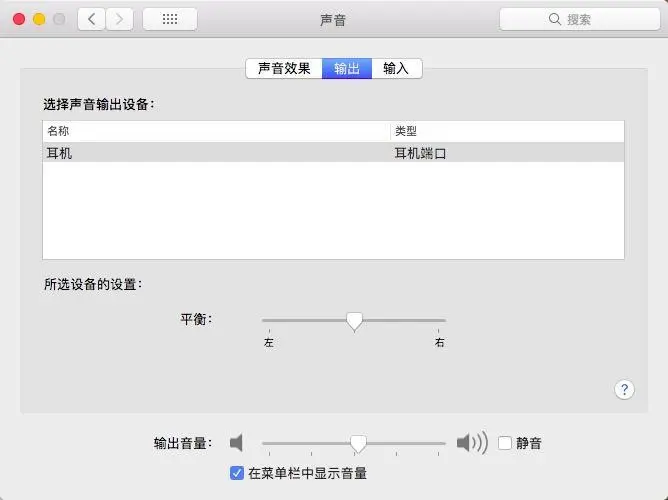 声音
搜索
声音效果 输出 输入
选择声音输出设备：
名称 类型
耳机 耳机端口
所选设备的设置：
平衡：
左 右
?
输出音量： 静音
在菜单栏中显示音量